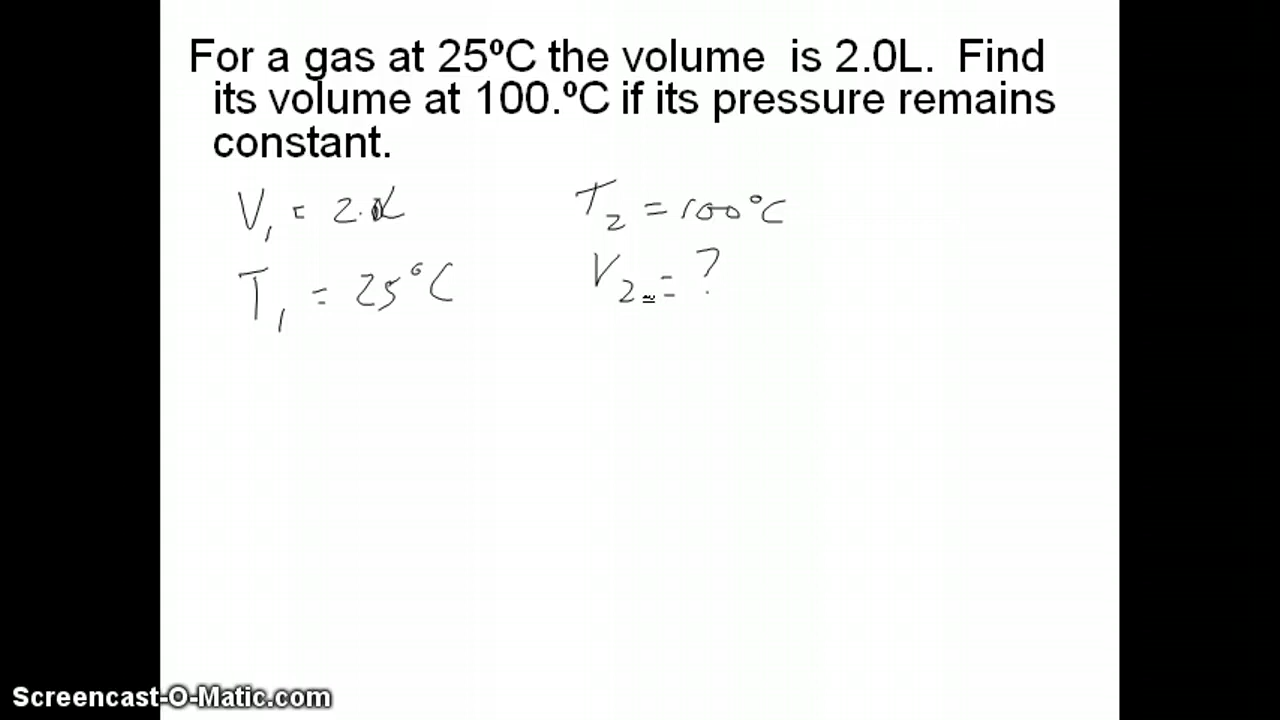 For a gas at 25ºC the volume is 2.0L. Find
its volume at 100.ºC if its pressure remains
constant.
V₁ = 2.0L
T₂ = 100°C
T₁ = 25°C
V₂ = ?
Screencast-O-Matic.com